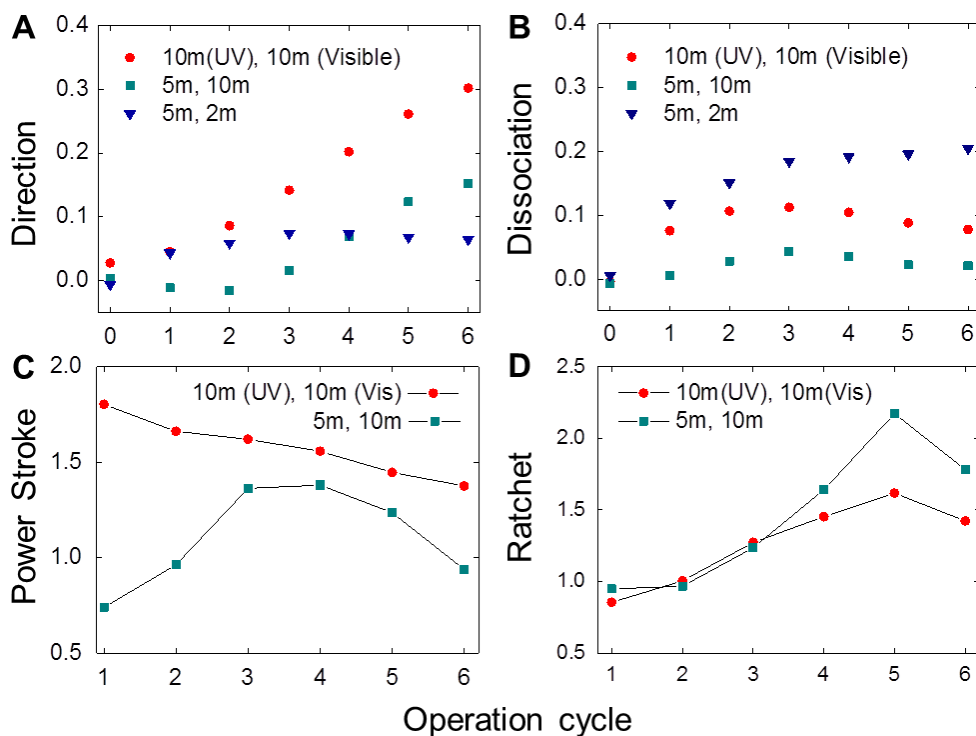 A
Direction
0.4
0.3
0.2
0.1
0.0
10m(UV), 10m (Visible)
5m, 10m
5m, 2m
0 1 2 3 4 5 6
B
Dissociation
0.4
0.3
0.2
0.1
0.0
10m(UV), 10m (Visible)
5m, 10m
5m, 2m
0 1 2 3 4 5 6
C
Power Stroke
2.0
1.5
1.0
0.5
10m (UV), 10m (Vis)
5m, 10m
1 2 3 4 5 6
D
Ratchet
2.5
2.0
1.5
1.0
0.5
10m(UV), 10m(Vis)
5m, 10m
1 2 3 4 5 6
Operation cycle